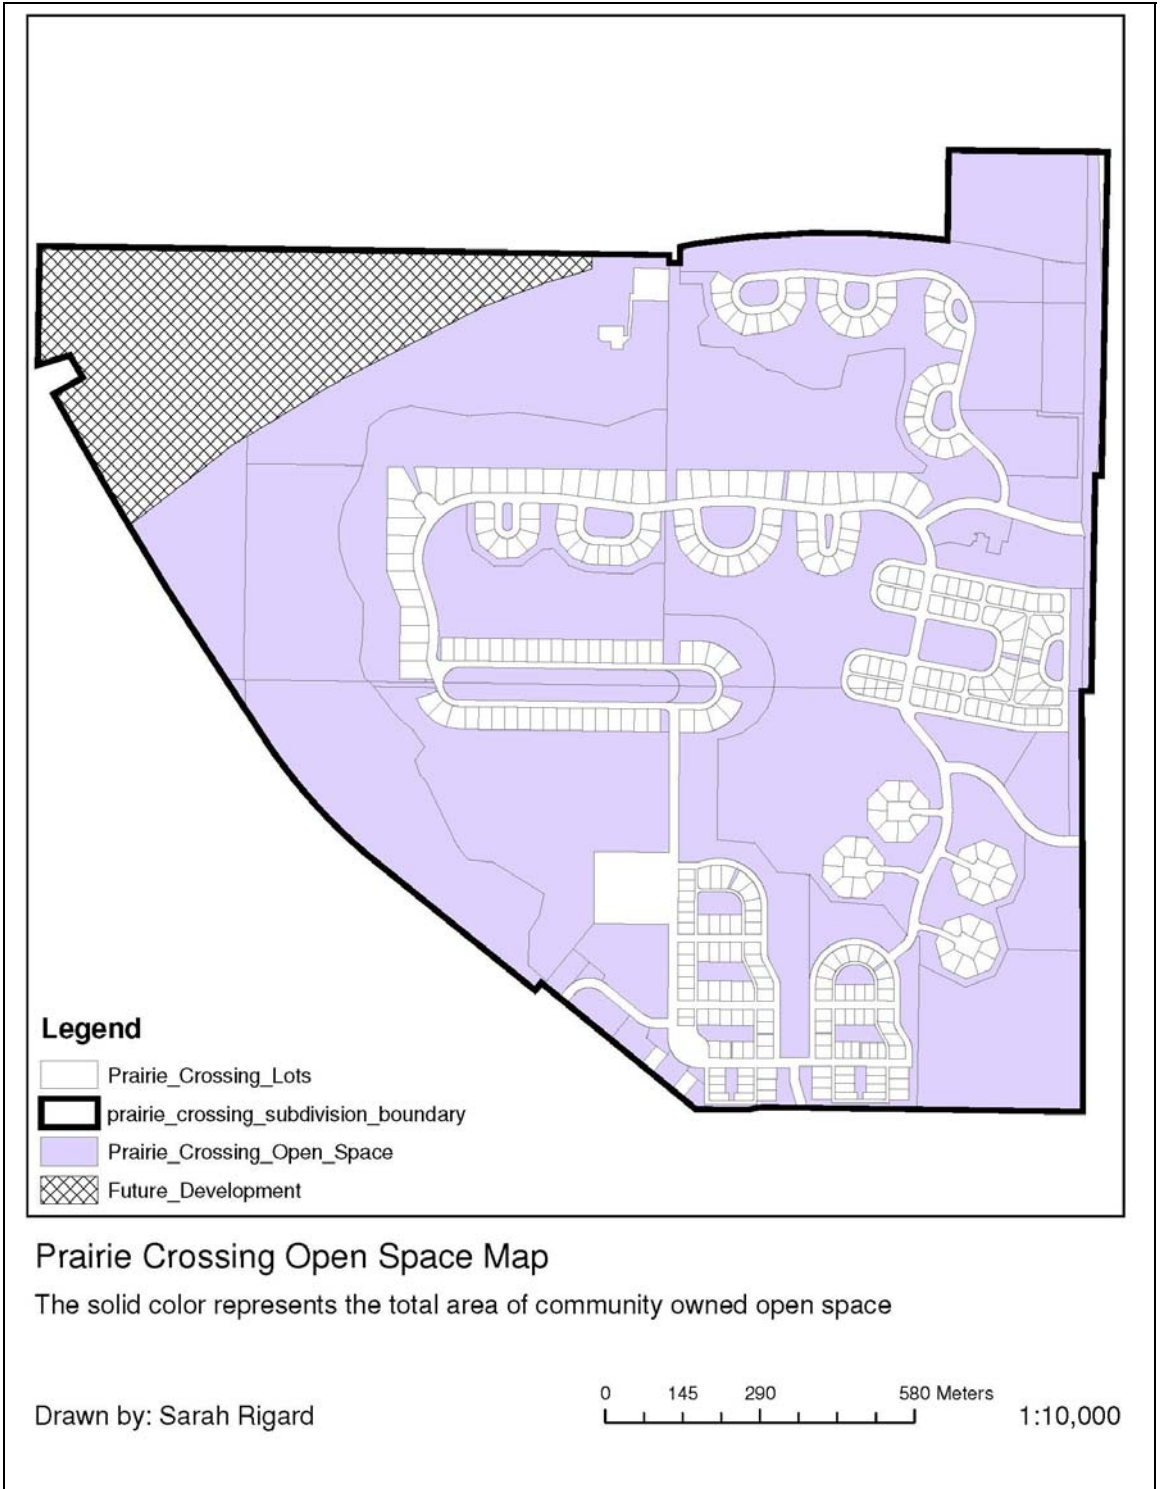 Legend
Prairie_Crossing_Lots
prairie_crossing_subdivision_boundary
Prairie_Crossing_Open_Space
Future_Development
Prairie Crossing Open Space Map
The solid color represents the total area of community owned open space
0 145 290 580 Meters
Drawn by: Sarah Rigard 1:10,000